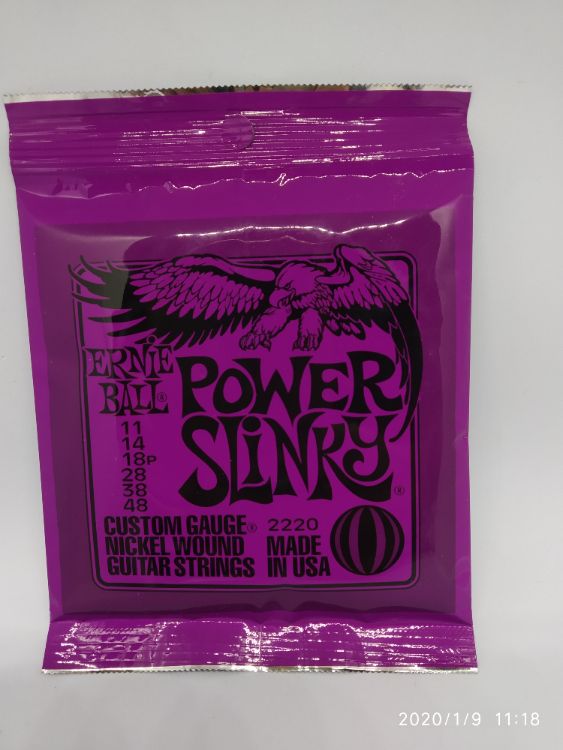 ERNiE
BALL®
POWER
SLiNKY®
11
14
18P
28
38
48
CUSTOM GAUGE®
NICKEL WOUND
GUITAR STRINGS
2220
MADE
IN USA
2020/1/9 11:18